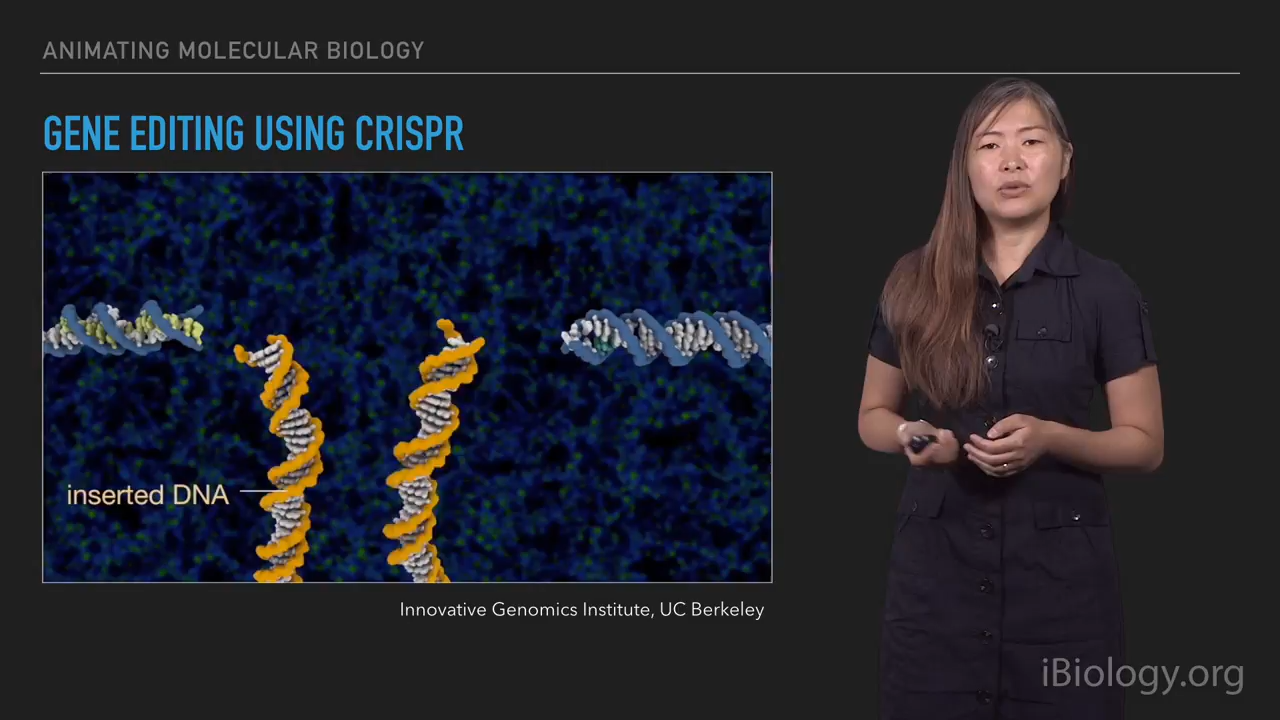 ANIMATING MOLECULAR BIOLOGY
GENE EDITING USING CRISPR
inserted DNA
Innovative Genomics Institute, UC Berkeley
iBiology.org